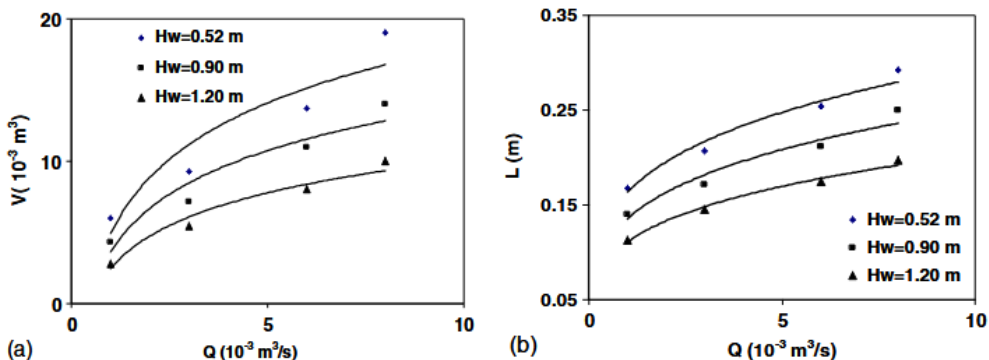 20
10
0
0
5
10
V( 10⁻³ m³)
Q (10⁻³ m³/s)
Hw=0.52 m
Hw=0.90 m
Hw=1.20 m
(a)
0.35
0.25
0.15
0.05
0
5
10
L (m)
Q (10⁻³ m³/s)
Hw=0.52 m
Hw=0.90 m
Hw=1.20 m
(b)